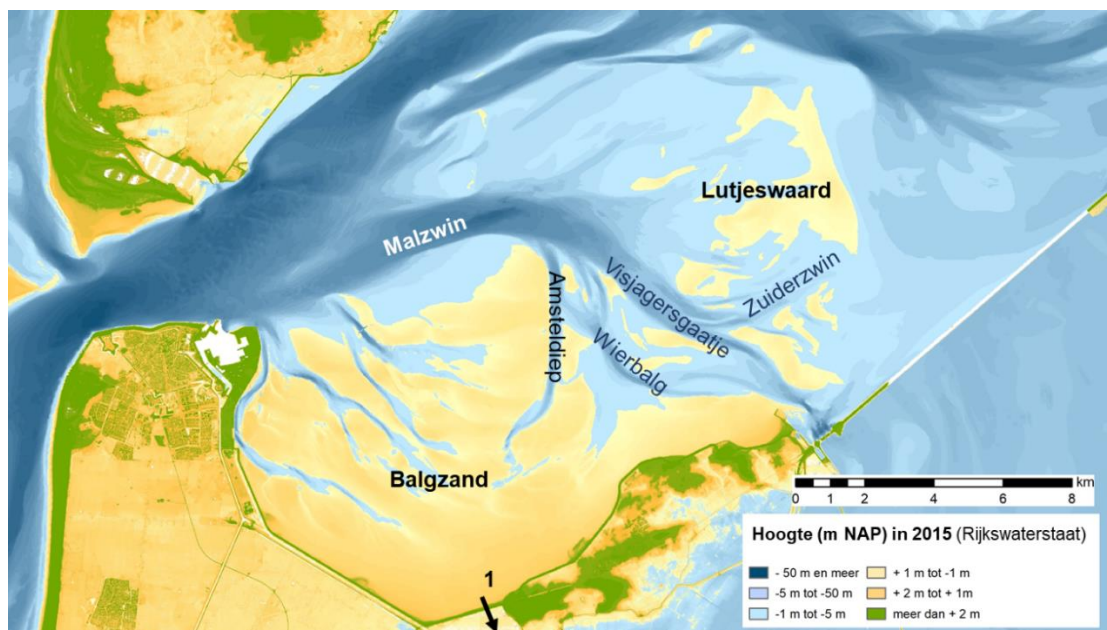 Lutjeswaard
Malzwin
Amsteldiep
Visjagersgaatje
Zuiderzwin
Wierbalg
Balgzand
1
km
0 1 2 4 6 8
Hoogte (m NAP) in 2015 (Rijkswaterstaat)
- 50 m en meer
+ 1 m tot -1 m
-5 m tot -50 m
+ 2 m tot + 1m
-1 m tot -5 m
meer dan + 2 m